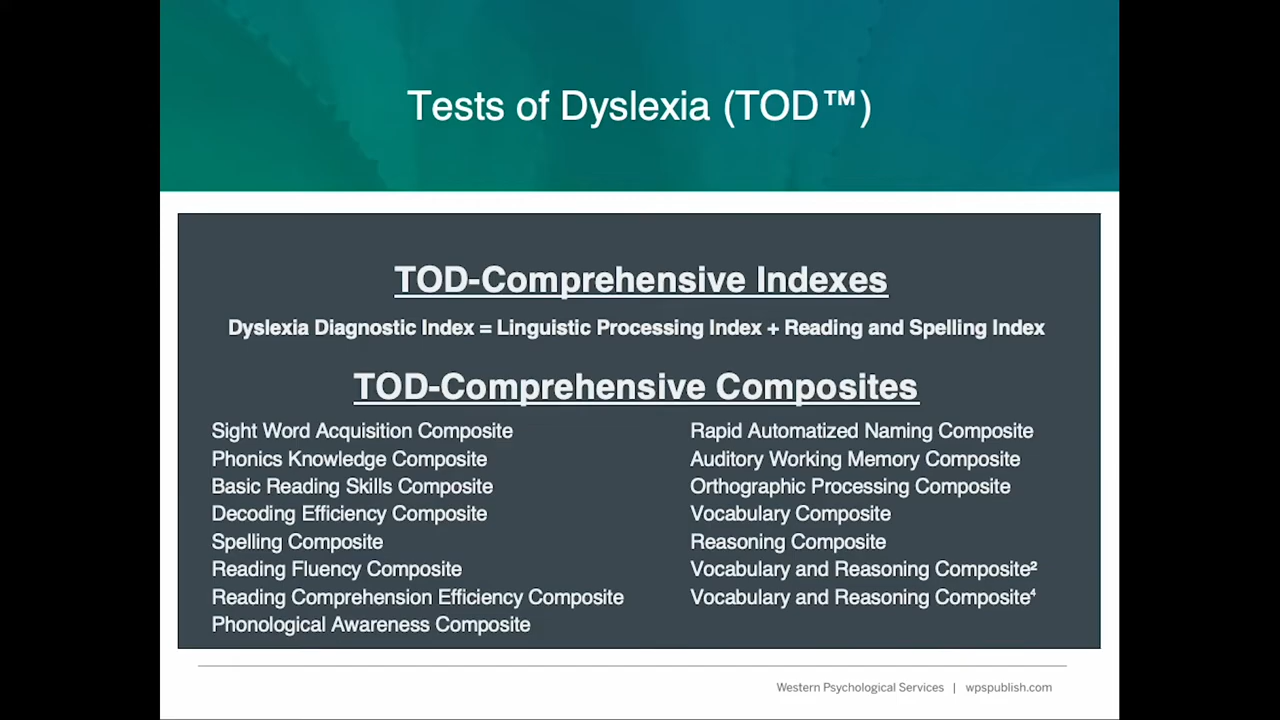 Tests of Dyslexia (TOD™)
TOD-Comprehensive Indexes
Dyslexia Diagnostic Index = Linguistic Processing Index + Reading and Spelling Index
TOD-Comprehensive Composites
Sight Word Acquisition Composite
Phonics Knowledge Composite
Basic Reading Skills Composite
Decoding Efficiency Composite
Spelling Composite
Reading Fluency Composite
Reading Comprehension Efficiency Composite
Phonological Awareness Composite
Rapid Automatized Naming Composite
Auditory Working Memory Composite
Orthographic Processing Composite
Vocabulary Composite
Reasoning Composite
Vocabulary and Reasoning Composite²
Vocabulary and Reasoning Composite⁴
Western Psychological Services | wpspublish.com